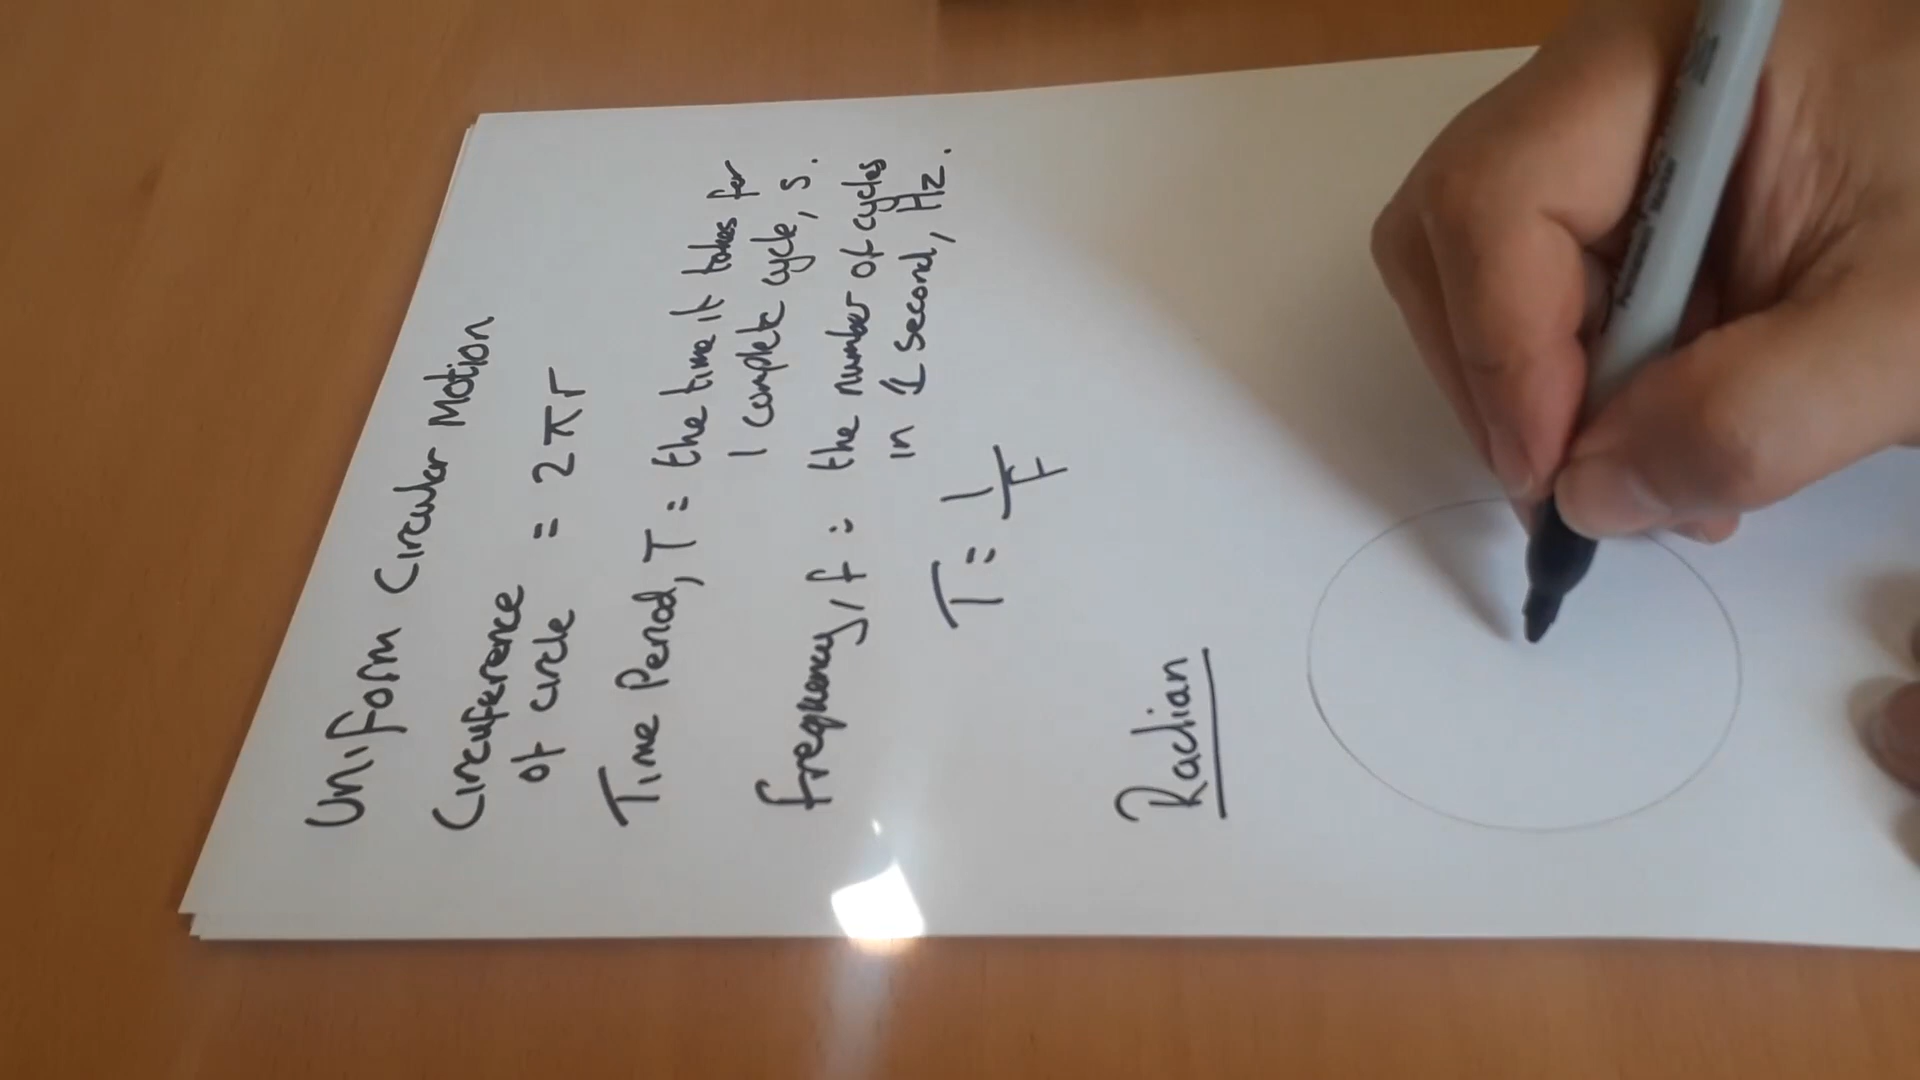 Uniform Circular Motion
Circuference
of circle = 2πr
Time Period, T = the time it takes for
1 complete cycle, s.
frequency, f = the number of cycles
in 1 second, Hz.
T = 1/f
Radian